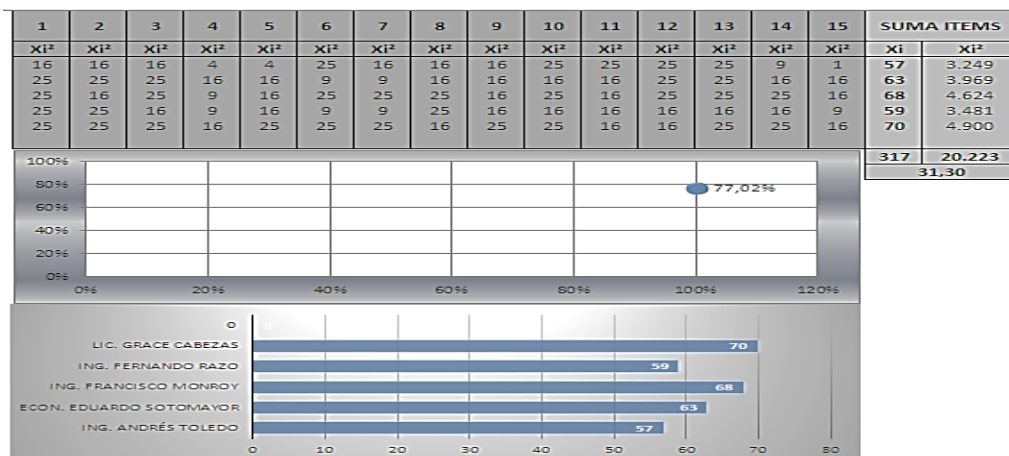 1 2 3 4 5 6 7 8 9 10 11 12 13 14 15 SUMA ITEMS
Xi² Xi² Xi² Xi² Xi² Xi² Xi² Xi² Xi² Xi² Xi² Xi² Xi² Xi² Xi² Xi Xi²
16 16 16 4 4 25 16 16 16 25 25 25 25 9 1 57 3.249
25 25 25 16 16 9 9 16 16 25 16 16 25 16 16 63 3.969
25 16 25 9 16 25 25 25 16 25 16 25 25 25 16 68 4.624
25 25 16 9 16 9 9 25 16 16 16 16 16 16 9 59 3.481
25 25 25 16 25 25 25 16 25 25 16 16 25 25 16 70 4.900
317 20.223
31,30
100%
80%
60%
40%
20%
0%
77,02%
0% 20% 40% 60% 80% 100% 120%
0 0
LIC. GRACE CABEZAS 70
ING. FERNANDO RAZO 59
ING. FRANCISCO MONROY 68
ECON. EDUARDO SOTOMAYOR 63
ING. ANDRÉS TOLEDO 57
0 10 20 30 40 50 60 70 80